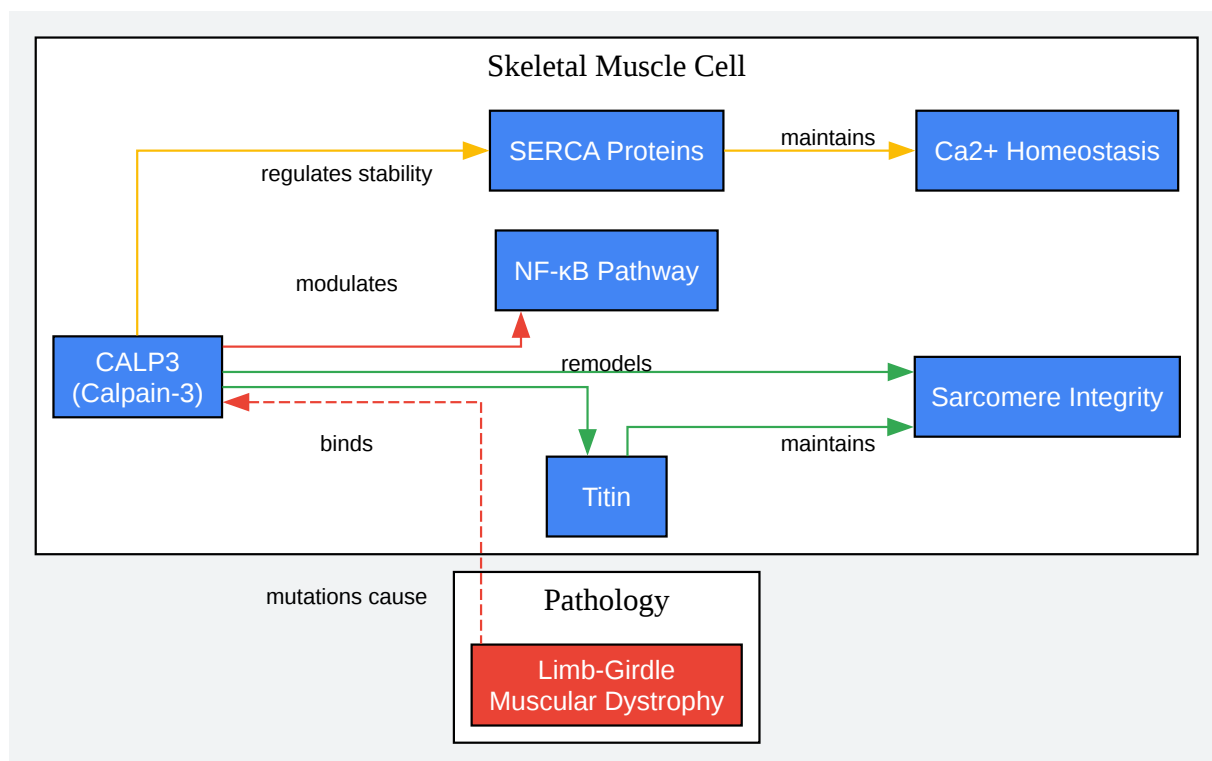 Skeletal Muscle Cell
SERCA Proteins
maintains
Ca2+ Homeostasis
regulates stability
NF-κB Pathway
modulates
CALP3
(Calpain-3)
remodels
Sarcomere Integrity
binds
maintains
Titin
mutations cause
Pathology
Limb-Girdle
Muscular Dystrophy